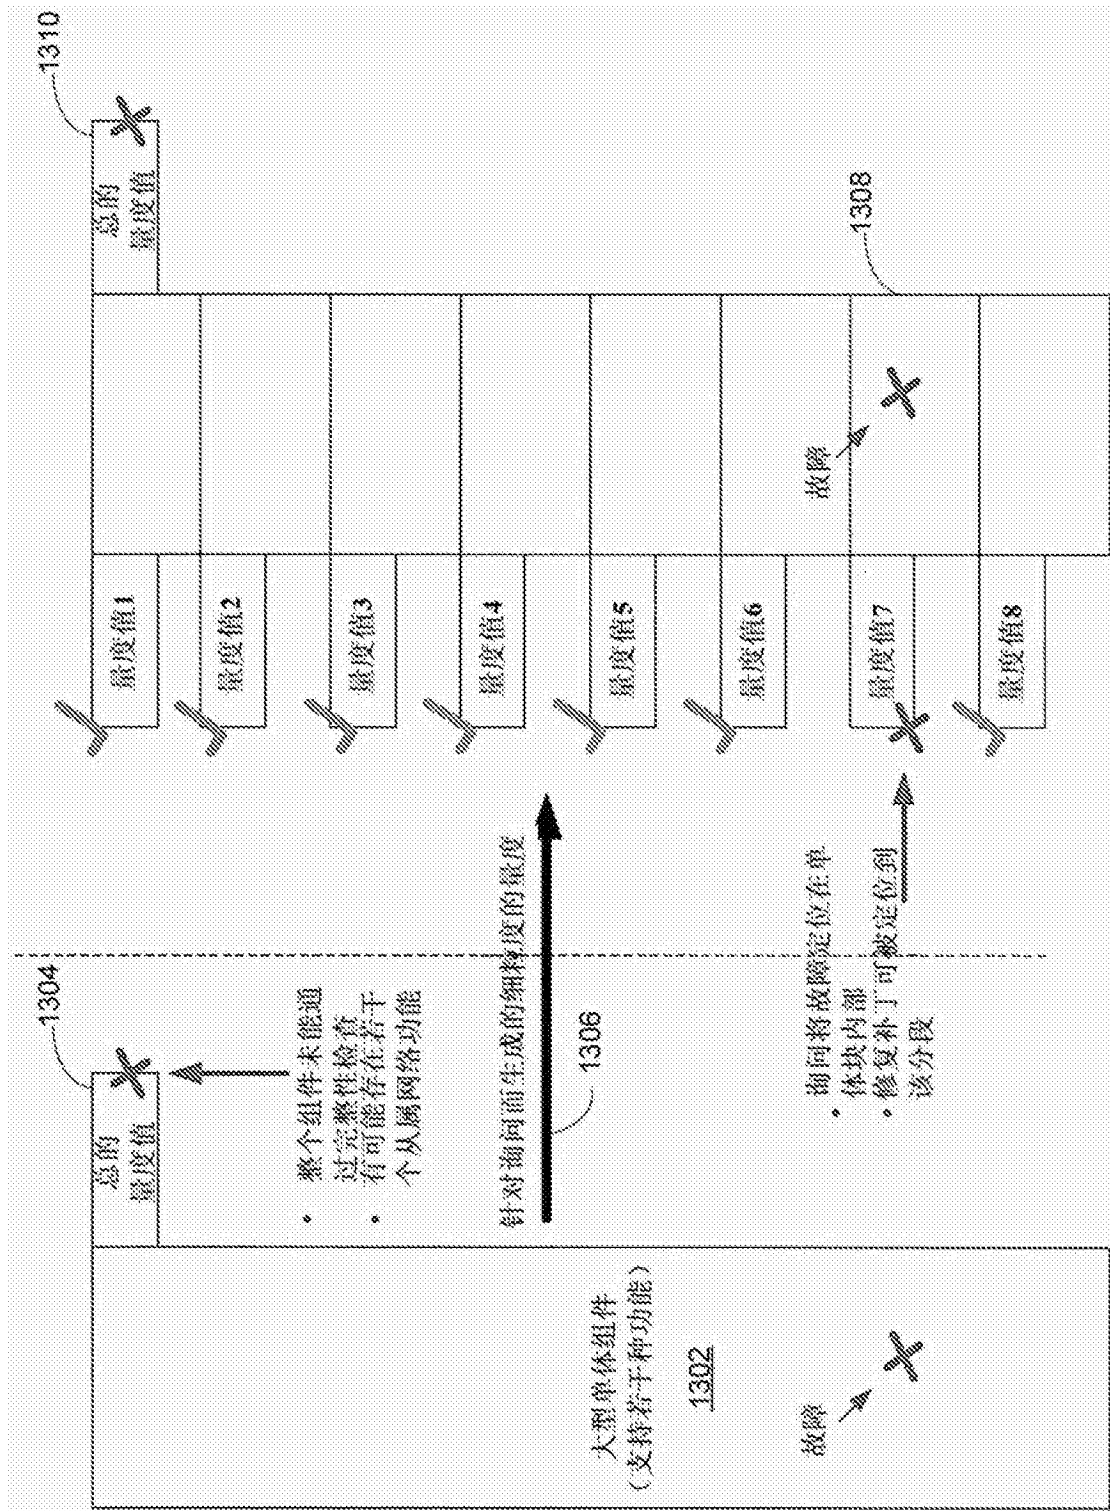 1304
总的
量度值
• 整个组件未能通
过完整性检查
• 有可能存在若干
个从属网络功能
针对询问而生成的细粒度的量度
1306
大型单体组件
（支持若干种功能）
1302
故障
• 询问将故障定位在单
体块内部
• 修复补丁可被定位到
该分段
1310
总的
量度值
量度值1
量度值2
量度值3
量度值4
量度值5
量度值6
量度值7
量度值8
故障
1308